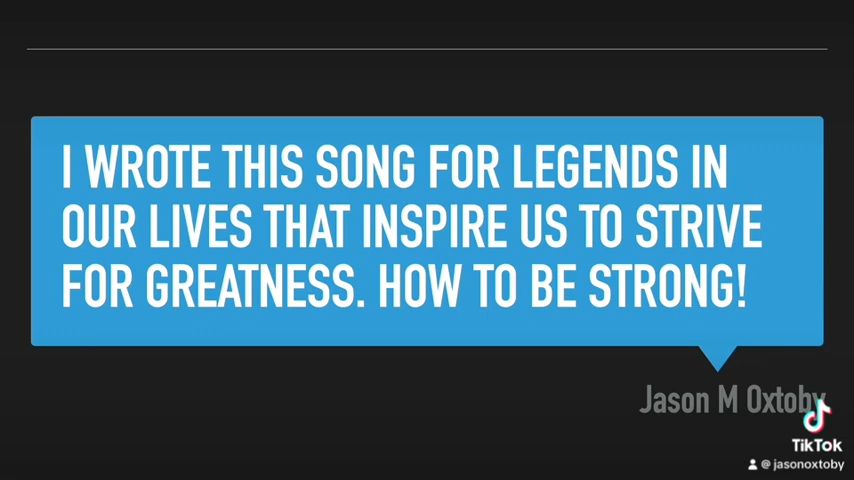 I WROTE THIS SONG FOR LEGENDS IN
OUR LIVES THAT INSPIRE US TO STRIVE
FOR GREATNESS. HOW TO BE STRONG!
Jason M Oxtoby
TikTok
@jasonoxtoby